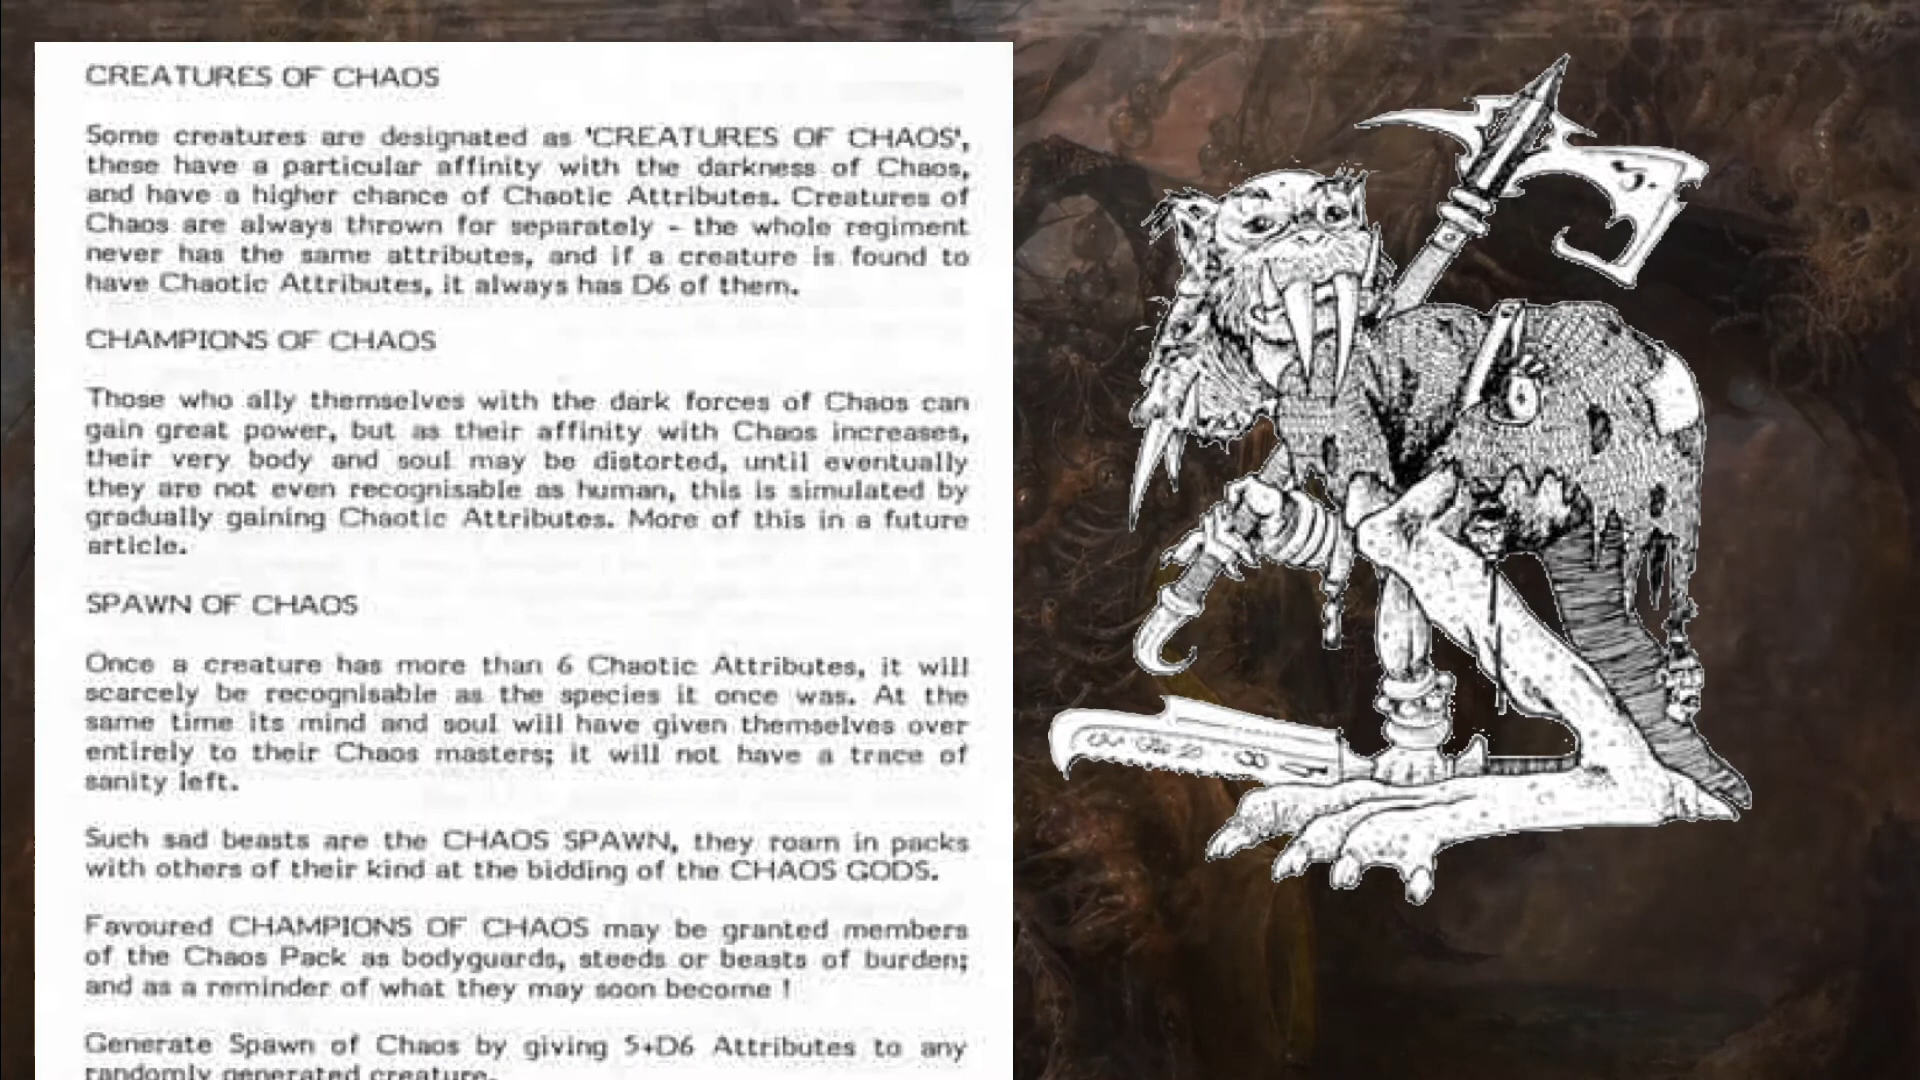 CREATURES OF CHAOS
Some creatures are designated as 'CREATURES OF CHAOS',
these have a particular affinity with the darkness of Chaos,
and have a higher chance of Chaotic Attributes. Creatures of
Chaos are always thrown for separately - the whole regiment
never has the same attributes, and if a creature is found to
have Chaotic Attributes, it always has D6 of them.
CHAMPIONS OF CHAOS
Those who ally themselves with the dark forces of Chaos can
gain great power, but as their affinity with Chaos increases,
their very body and soul may be distorted, until eventually
they are not even recognisable as human, this is simulated by
gradually gaining Chaotic Attributes. More of this in a future
article.
SPAWN OF CHAOS
Once a creature has more than 6 Chaotic Attributes, it will
scarcely be recognisable as the species it once was. At the
same time its mind and soul will have given themselves over
entirely to their Chaos masters; it will not have a trace of
sanity left.
Such sad beasts are the CHAOS SPAWN, they roam in packs
with others of their kind at the bidding of the CHAOS GODS.
Favoured CHAMPIONS OF CHAOS may be granted members
of the Chaos Pack as bodyguards, steeds or beasts of burden;
and as a reminder of what they may soon become !
Generate Spawn of Chaos by giving 5+D6 Attributes to any
randomly generated creature.